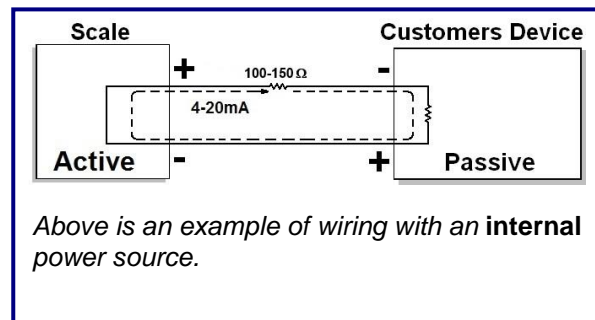 Scale Customers Device
+ 100-150 Ω -
4-20mA
Active - + Passive
Above is an example of wiring with an internal
power source.